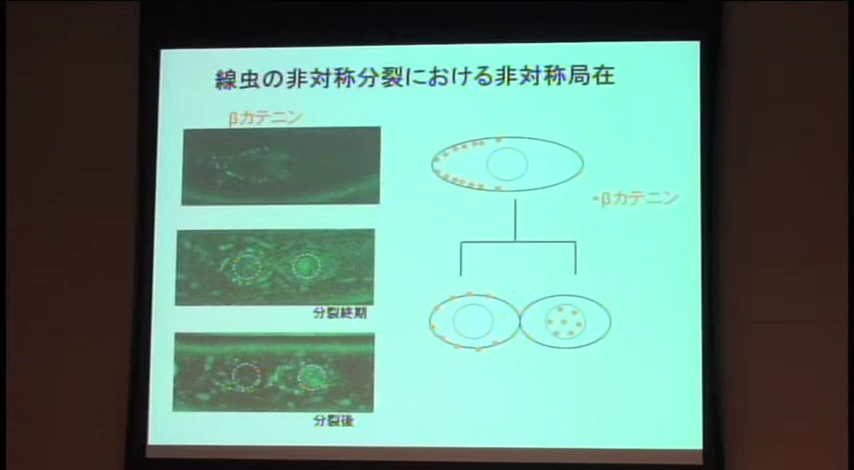 線虫の非対称分裂における非対称局在
βカテニン
•βカテニン
分裂終期
分裂後